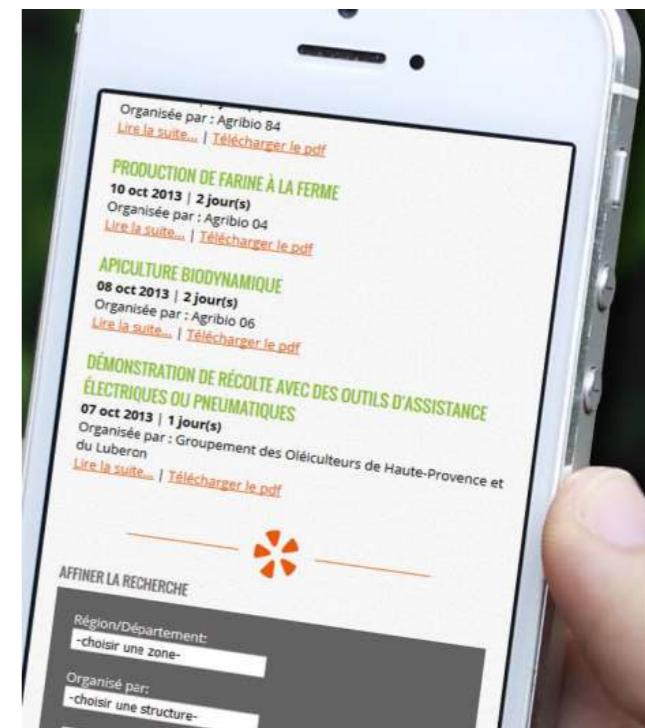 Organisée par : Agribio 84
Lire la suite... | Télécharger le pdf
PRODUCTION DE FARINE À LA FERME
10 oct 2013 | 2 jour(s)
Organisée par : Agribio 04
Lire la suite... | Télécharger le pdf
APICULTURE BIODYNAMIQUE
08 oct 2013 | 2 jour(s)
Organisée par : Agribio 06
Lire la suite... | Télécharger le pdf
DÉMONSTRATION DE RÉCOLTE AVEC DES OUTILS D'ASSISTANCE
ÉLECTRIQUES OU PNEUMATIQUES
07 oct 2013 | 1 jour(s)
Organisée par : Groupement des Oléiculteurs de Haute-Provence et
du Luberon
Lire la suite... | Télécharger le pdf
AFFINER LA RECHERCHE
Région/Département:
-choisir une zone-
Organisé par:
-choisir une structure-